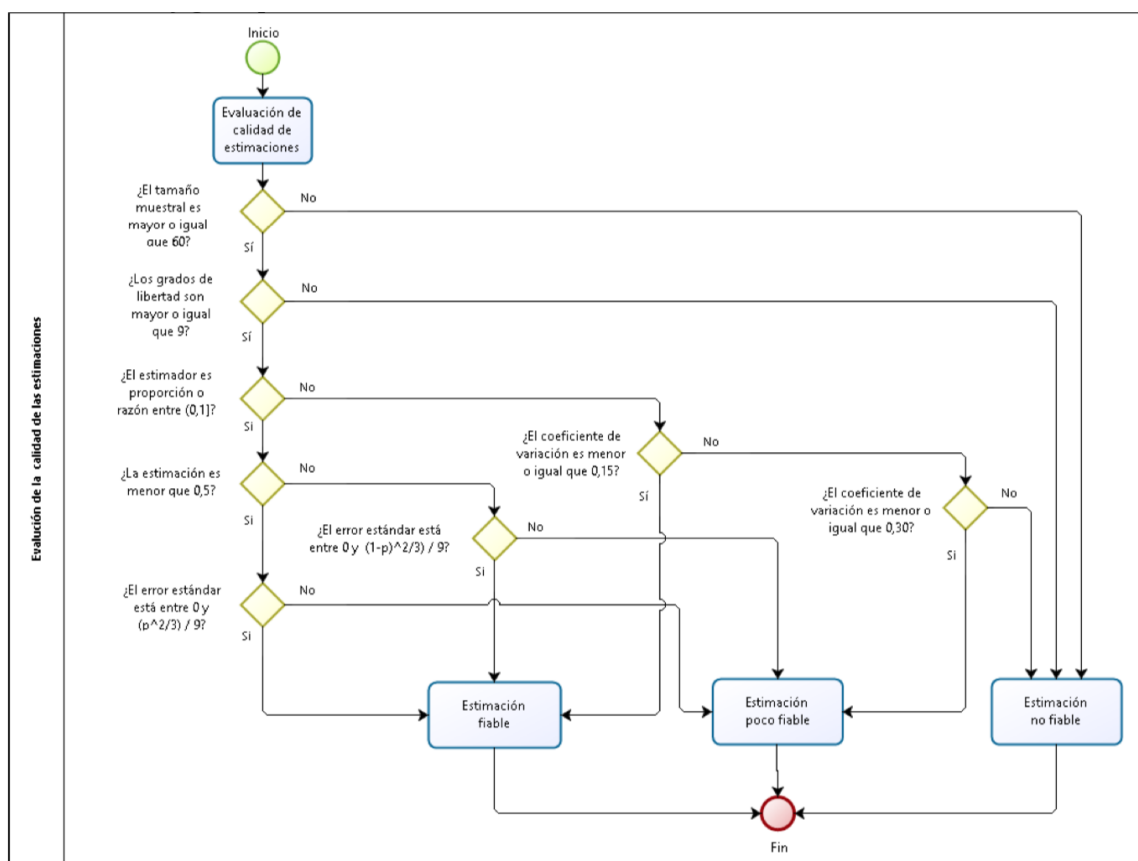 Evalución de la calidad de las estimaciones
Inicio
Evaluación de
calidad de
estimaciones
¿El tamaño
muestral es
mayor o igual
que 60?
No
Sí
¿Los grados de
libertad son
mayor o igual
que 9?
No
Sí
¿El estimador es
proporción o
razón entre (0,1]?
No
Si
¿El coeficiente de
variación es menor
o igual que 0,15?
No
Sí
¿La estimación es
menor que 0,5?
No
Si
¿El coeficiente de
variación es menor o
igual que 0,30?
No
Si
¿El error estándar está
entre 0 y (1-p)^2/3) / 9?
No
Si
¿El error estándar
está entre 0 y
(p^2/3) / 9?
No
Si
Estimación
fiable
Estimación
poco fiable
Estimación
no fiable
Fin